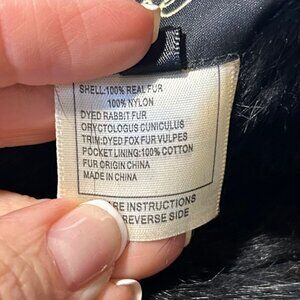 SHELL:100% REAL FUR
100% NYLON
DYED RABBIT FUR
ORYCTOLOGUS CUNICULUS
TRIM:DYED FOX FUR VULPES
POCKET LINING:100% COTTON
FUR ORIGIN CHINA
MADE IN CHINA
ARE INSTRUCTIONS
REVERSE SIDE